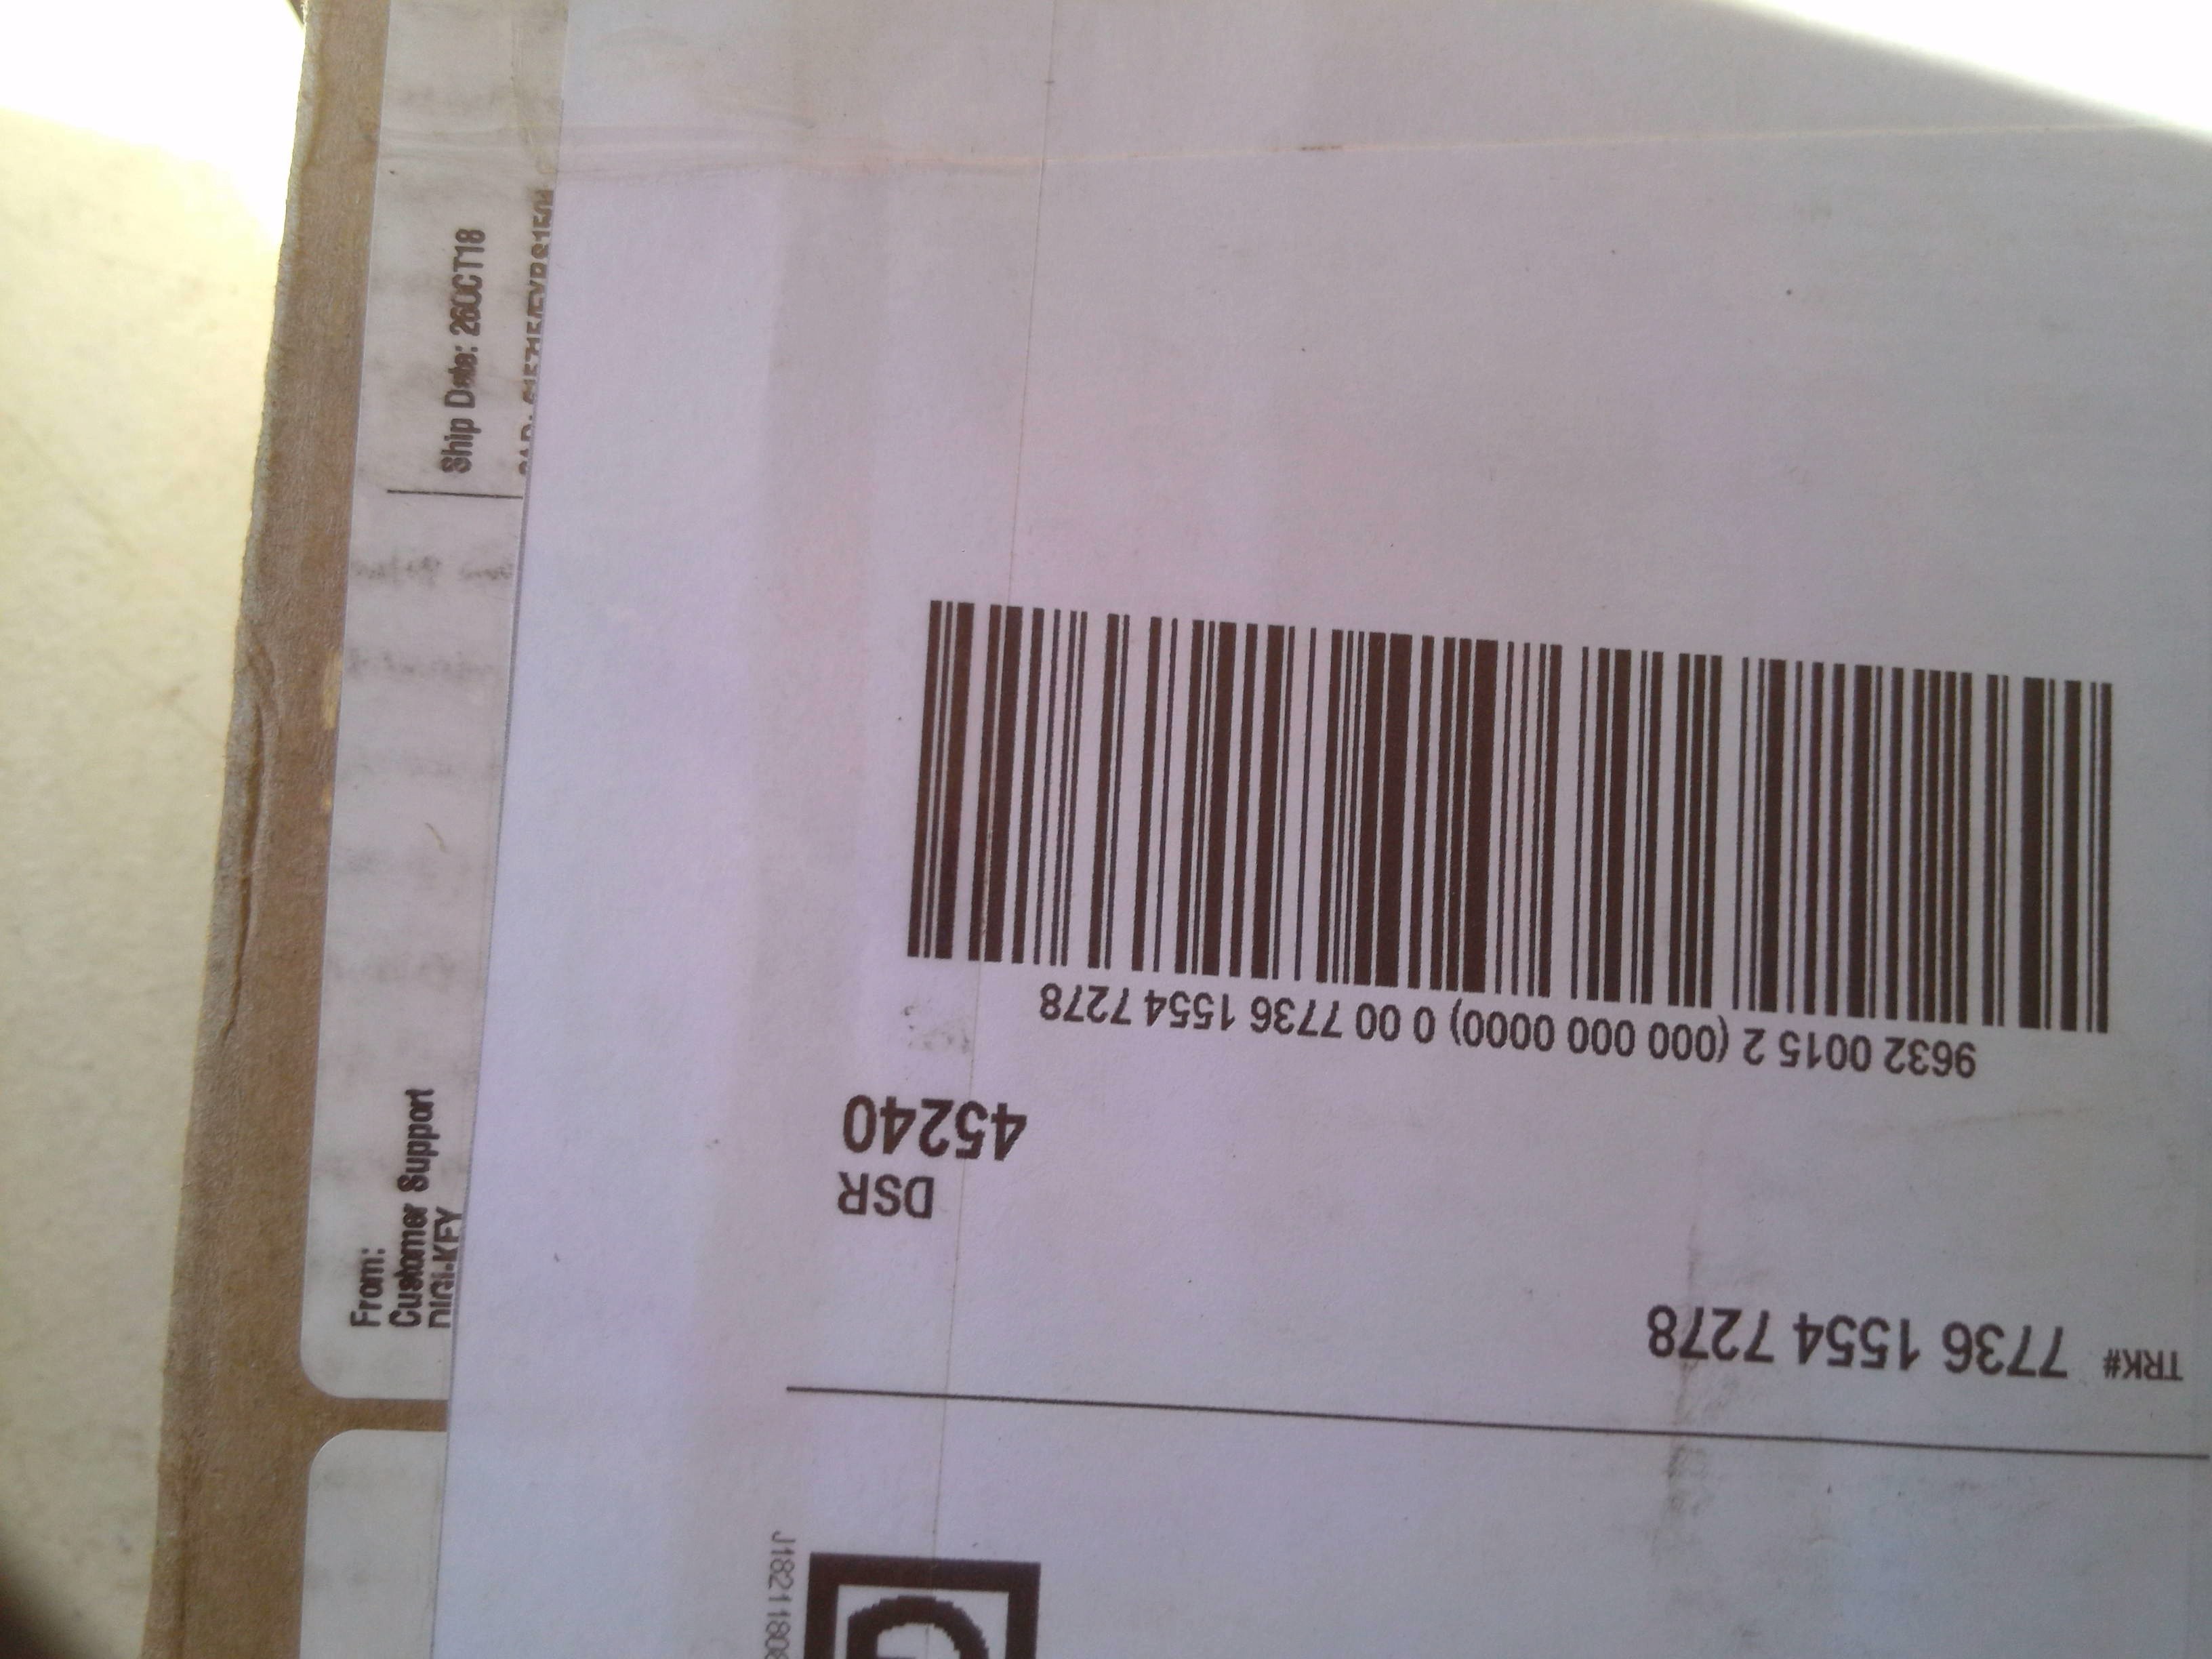 TRK# 7736 1554 7278
DSR
45240
9632 0015 2 (000 000 0000) 0 00 7736 1554 7278
From:
Customer Support
DIGI-KEY
Ship Date: 26OCT18
G